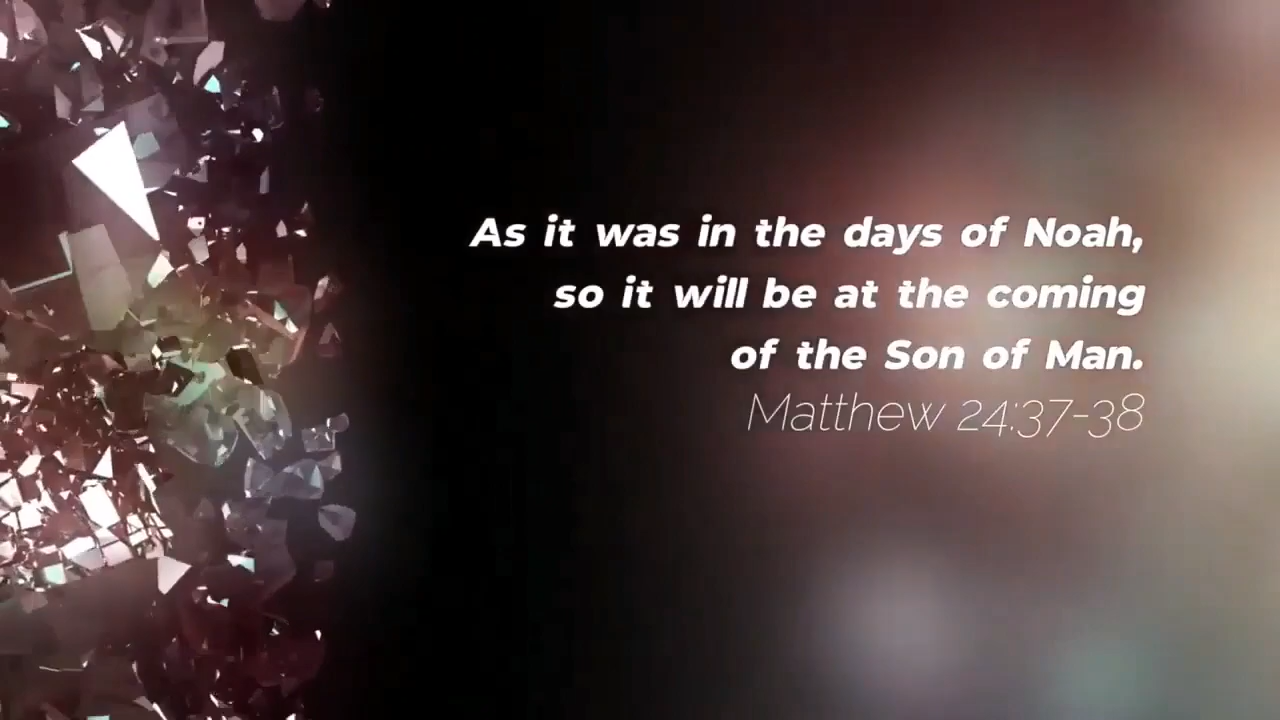 As it was in the days of Noah,
so it will be at the coming
of the Son of Man.
Matthew 24:37-38